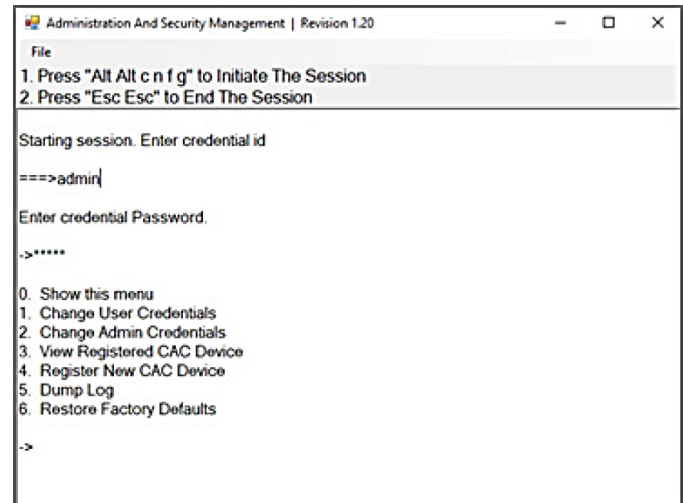 Administration And Security Management | Revision 1.20
File
1. Press "Alt Alt c n f g" to Initiate The Session
2. Press "Esc Esc" to End The Session
Starting session. Enter credential id
===>admin
Enter credential Password.
->*****
0. Show this menu
1. Change User Credentials
2. Change Admin Credentials
3. View Registered CAC Device
4. Register New CAC Device
5. Dump Log
6. Restore Factory Defaults
->